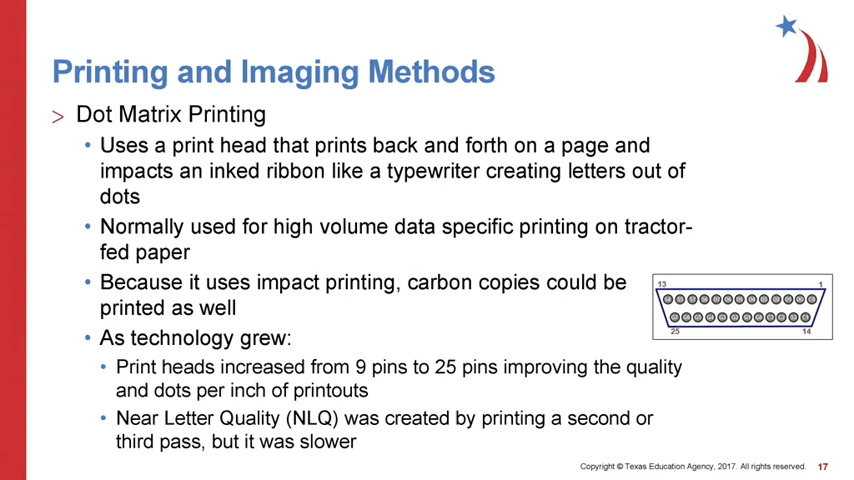 Printing and Imaging Methods
> Dot Matrix Printing
• Uses a print head that prints back and forth on a page and
impacts an inked ribbon like a typewriter creating letters out of
dots
• Normally used for high volume data specific printing on tractor-
fed paper
• Because it uses impact printing, carbon copies could be
printed as well
• As technology grew:
• Print heads increased from 9 pins to 25 pins improving the quality
and dots per inch of printouts
• Near Letter Quality (NLQ) was created by printing a second or
third pass, but it was slower
13 1
25 14
Copyright © Texas Education Agency, 2017. All rights reserved. 17